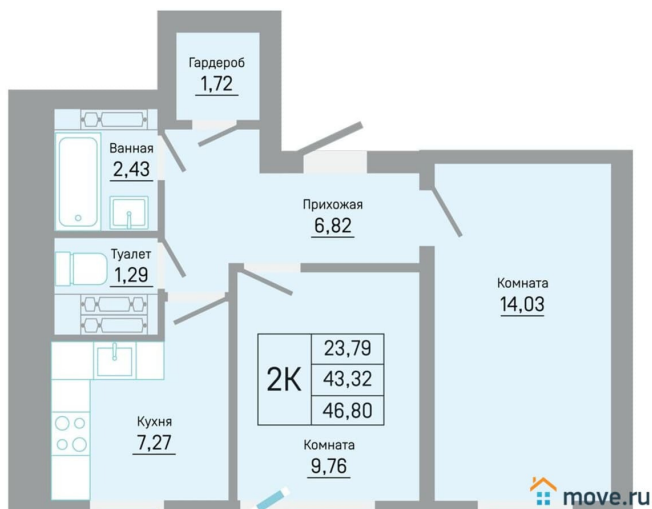 Гардероб
1,72
Ванная
2,43
Прихожая
6,82
Туалет
1,29
Комната
14,03
2К
23,79
43,32
46,80
Кухня
7,27
Комната
9,76
move.ru